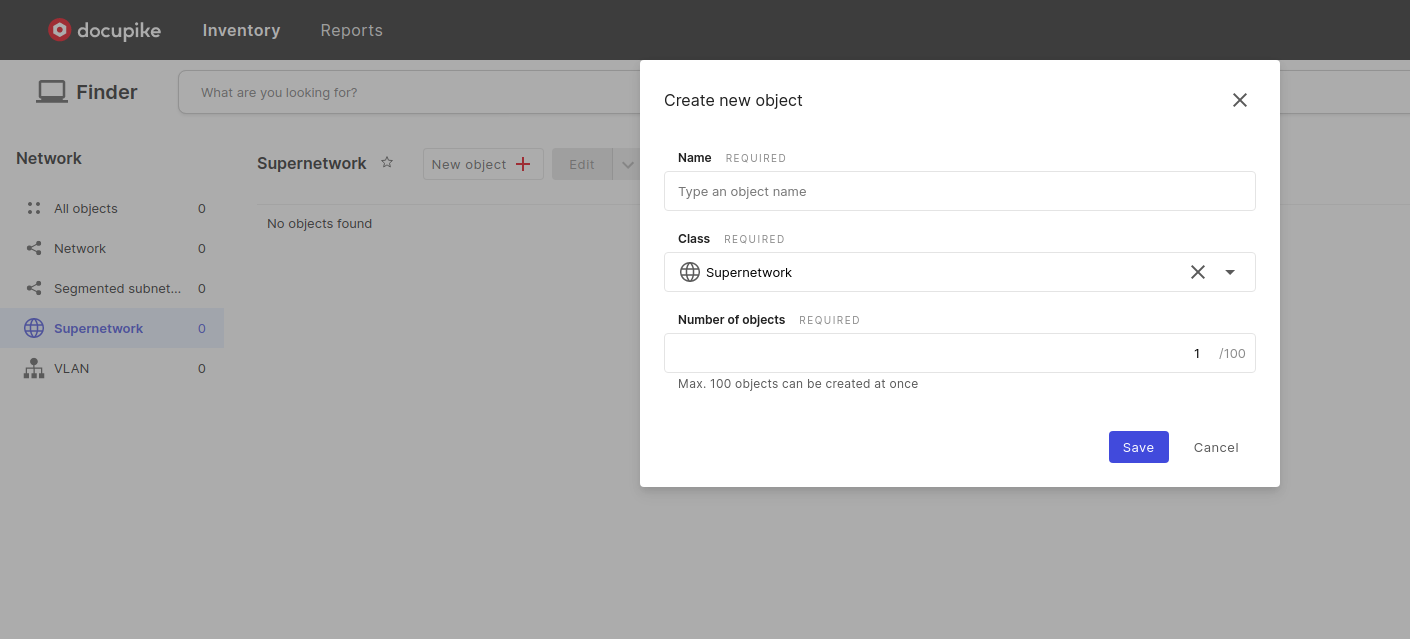 docupike Inventory Reports
Finder What are you looking for?
Network
All objects 0
Network 0
Segmented subnet... 0
Supernetwork 0
VLAN 0
Supernetwork New object Edit
No objects found
Create new object
Name REQUIRED
Type an object name
Class REQUIRED
Supernetwork
Number of objects REQUIRED
1 /100
Max. 100 objects can be created at once
Save Cancel